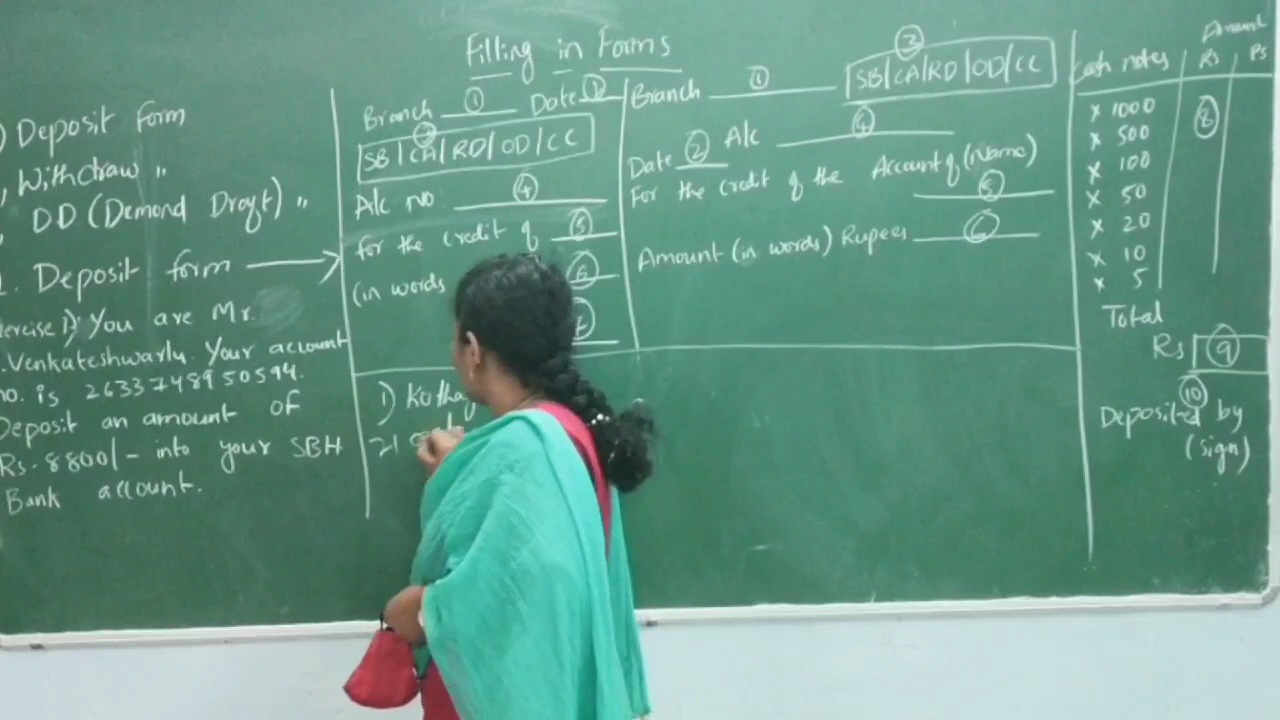 Filling in Forms
) Deposit form
, Withdraw "
, DD (Demond Draft) "
1. Deposit form
ercise 1) You are Mr.
.Venkateshwarlu. Your account
no. is 26337489 50594.
Deposit an amount of
Rs. 8800/- into your SBH
Bank account.
Branch ① Date ②
③
SB/CA/RD/OD/CC
A/c no ④
for the credit of ⑤
(in words ⑥
⑦
Branch ①
③
SB/CA/RD/OD/CC
Date ② A/c ④
For the credit of the Account of (Name)
⑤
Amount (in words) Rupees ⑥
Amount
Cash notes Rs Ps
x 1000 ⑧
x 500
x 100
x 50
x 20
x 10
x 5
Total
Rs ⑨
⑩
Deposited by
(sign)
1)
2)